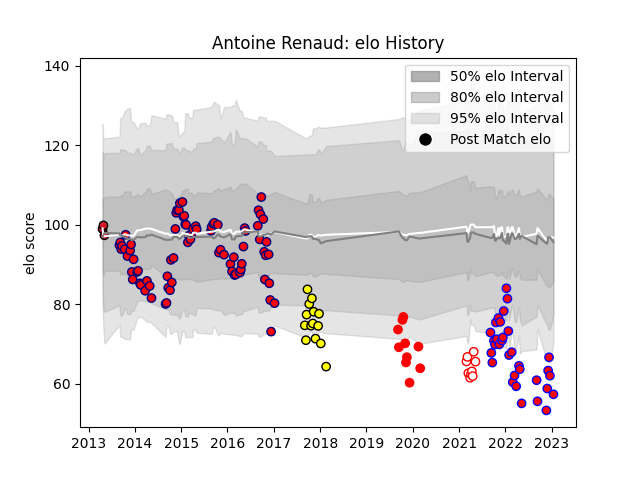 Antoine Renaud: elo History
140
120
100
80
60
elo score
50% elo Interval
80% elo Interval
95% elo Interval
Post Match elo
2013 2014 2015 2016 2017 2018 2019 2020 2021 2022 2023